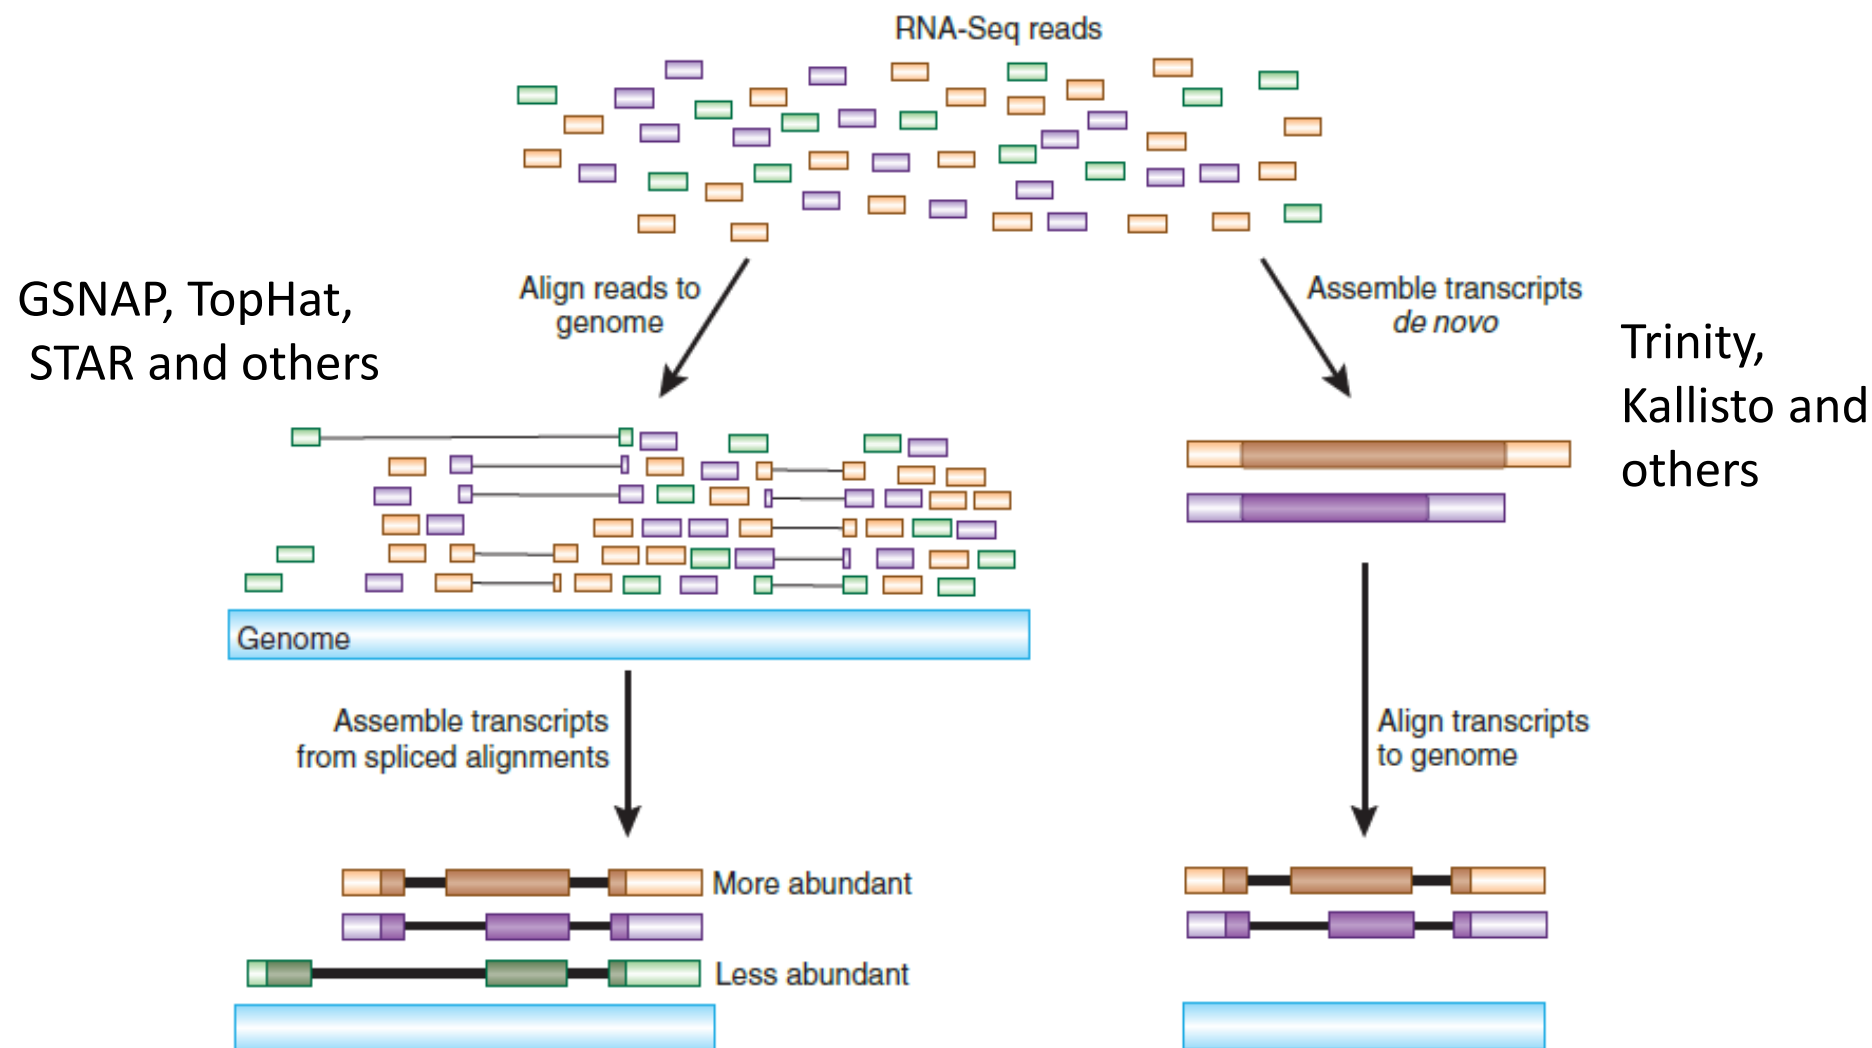 RNA-Seq reads
Align reads to
genome
Assemble transcripts
de novo
GSNAP, TopHat,
STAR and others
Trinity,
Kallisto and
others
Genome
Assemble transcripts
from spliced alignments
Align transcripts
to genome
More abundant
Less abundant